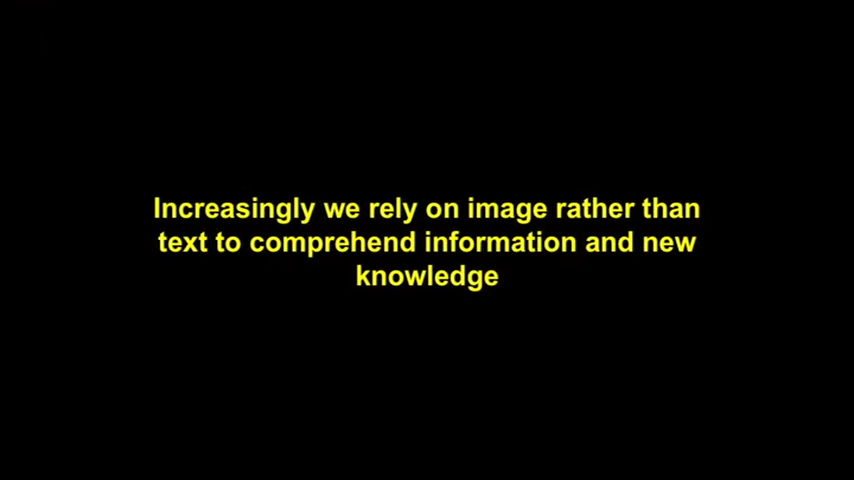 Increasingly we rely on image rather than
text to comprehend information and new
knowledge